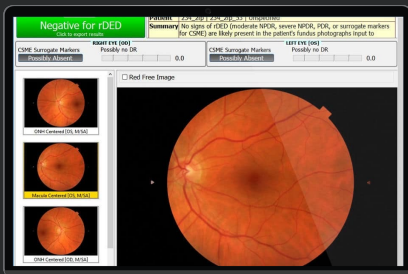 Negative for rDED
Click to export results
Patient 234_2ip | 234_2ip_53 | Unspecified
Summary No signs of rDED (moderate NPDR, severe NPDR, PDR, or surrogate markers
for CSME) are likely present in the patient's fundus photographs input to
RIGHT EYE [OD]
CSME Surrogate Markers Possibly no DR
Possibly Absent 0.0
LEFT EYE [OS]
CSME Surrogate Markers Possibly no DR
Possibly Absent 0.0
Red Free Image
ONH Centered [OS, M/SA]
Macula Centered [OS, M/SA]
ONH Centered [OD, M/SA]